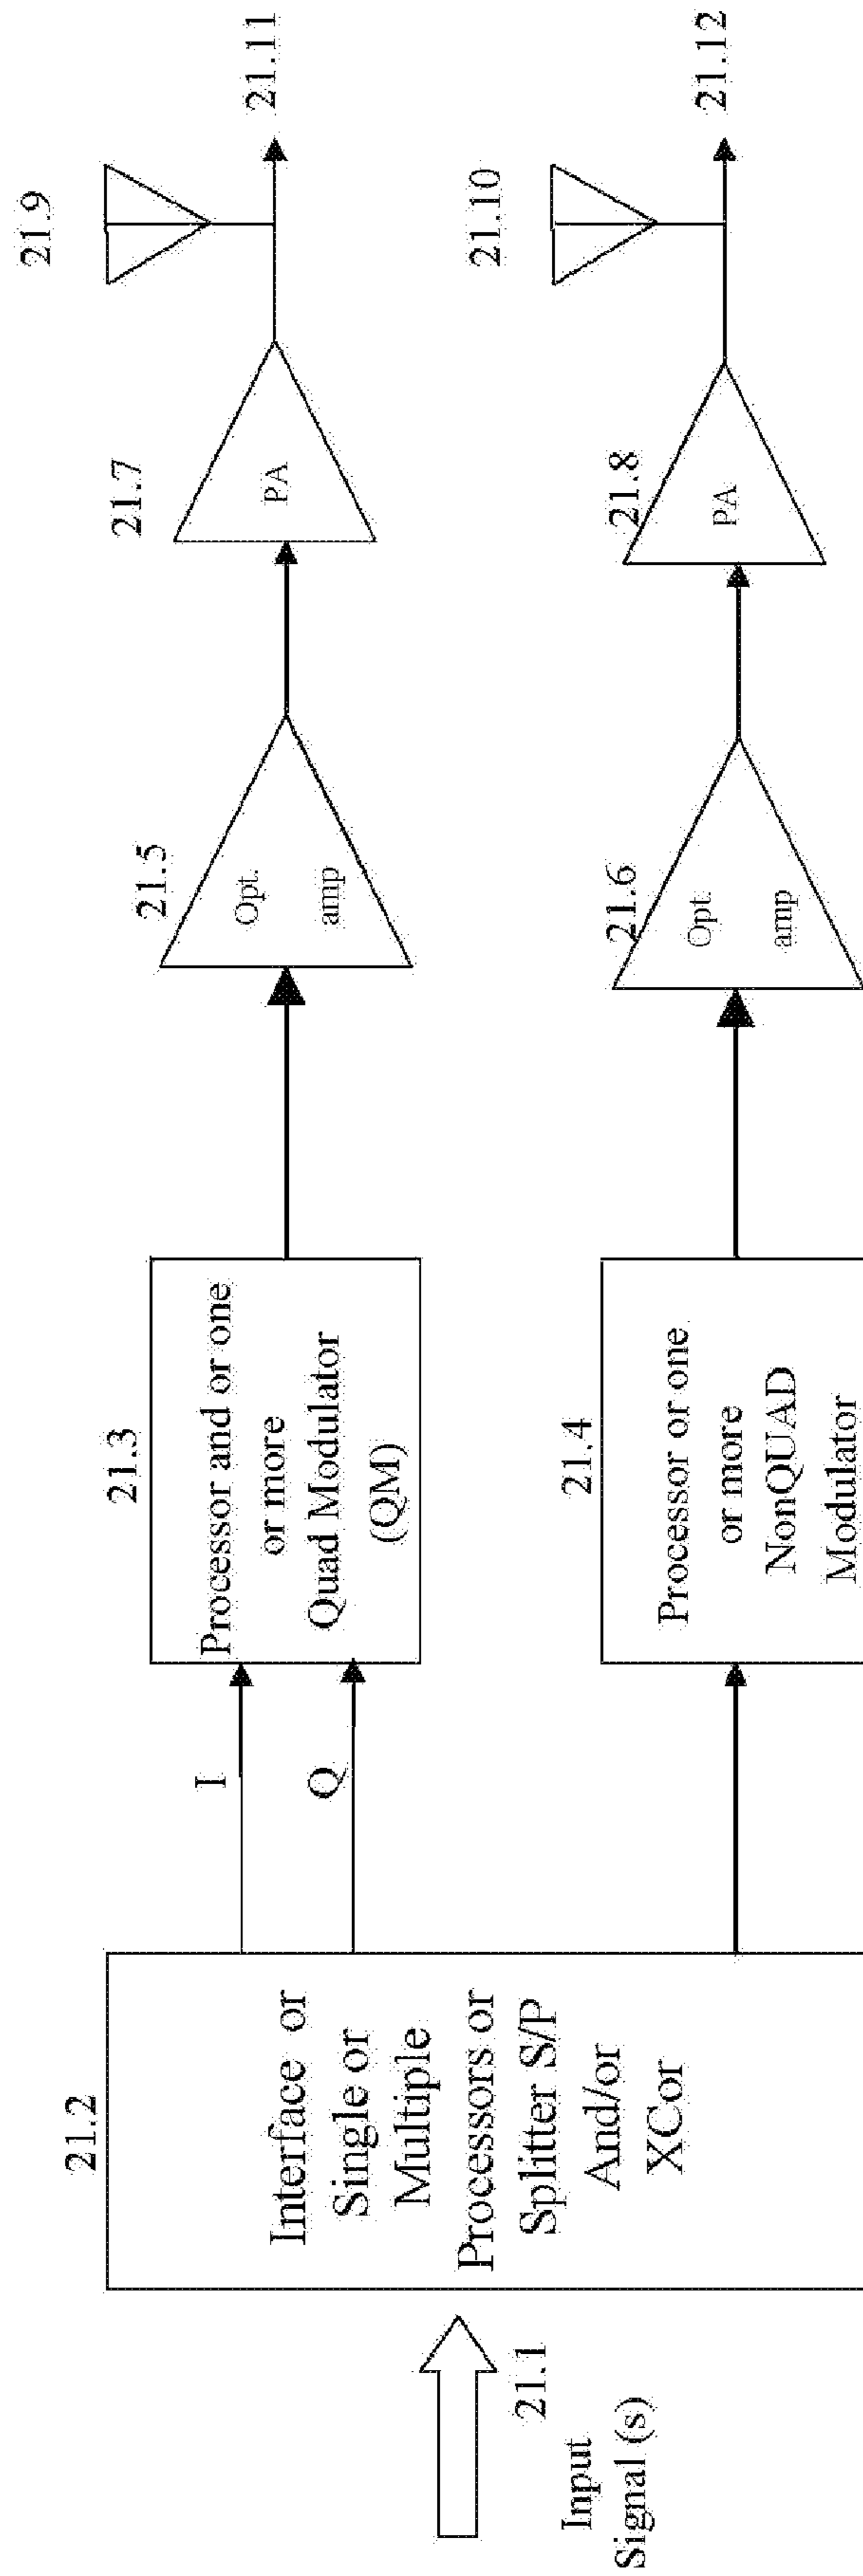 21.1
Input
Signal (s)
21.2
Interface or
Single or
Multiple
Processors or
Splitter S/P
And/or
XCor
I
Q
21.3
Processor and or one
or more
Quad Modulator
(QM)
21.5
Opt.
amp
21.7
PA
21.9
21.11
21.4
Processor or one
or more
NonQUAD
Modulator
21.6
Opt.
amp
21.8
PA
21.10
21.12